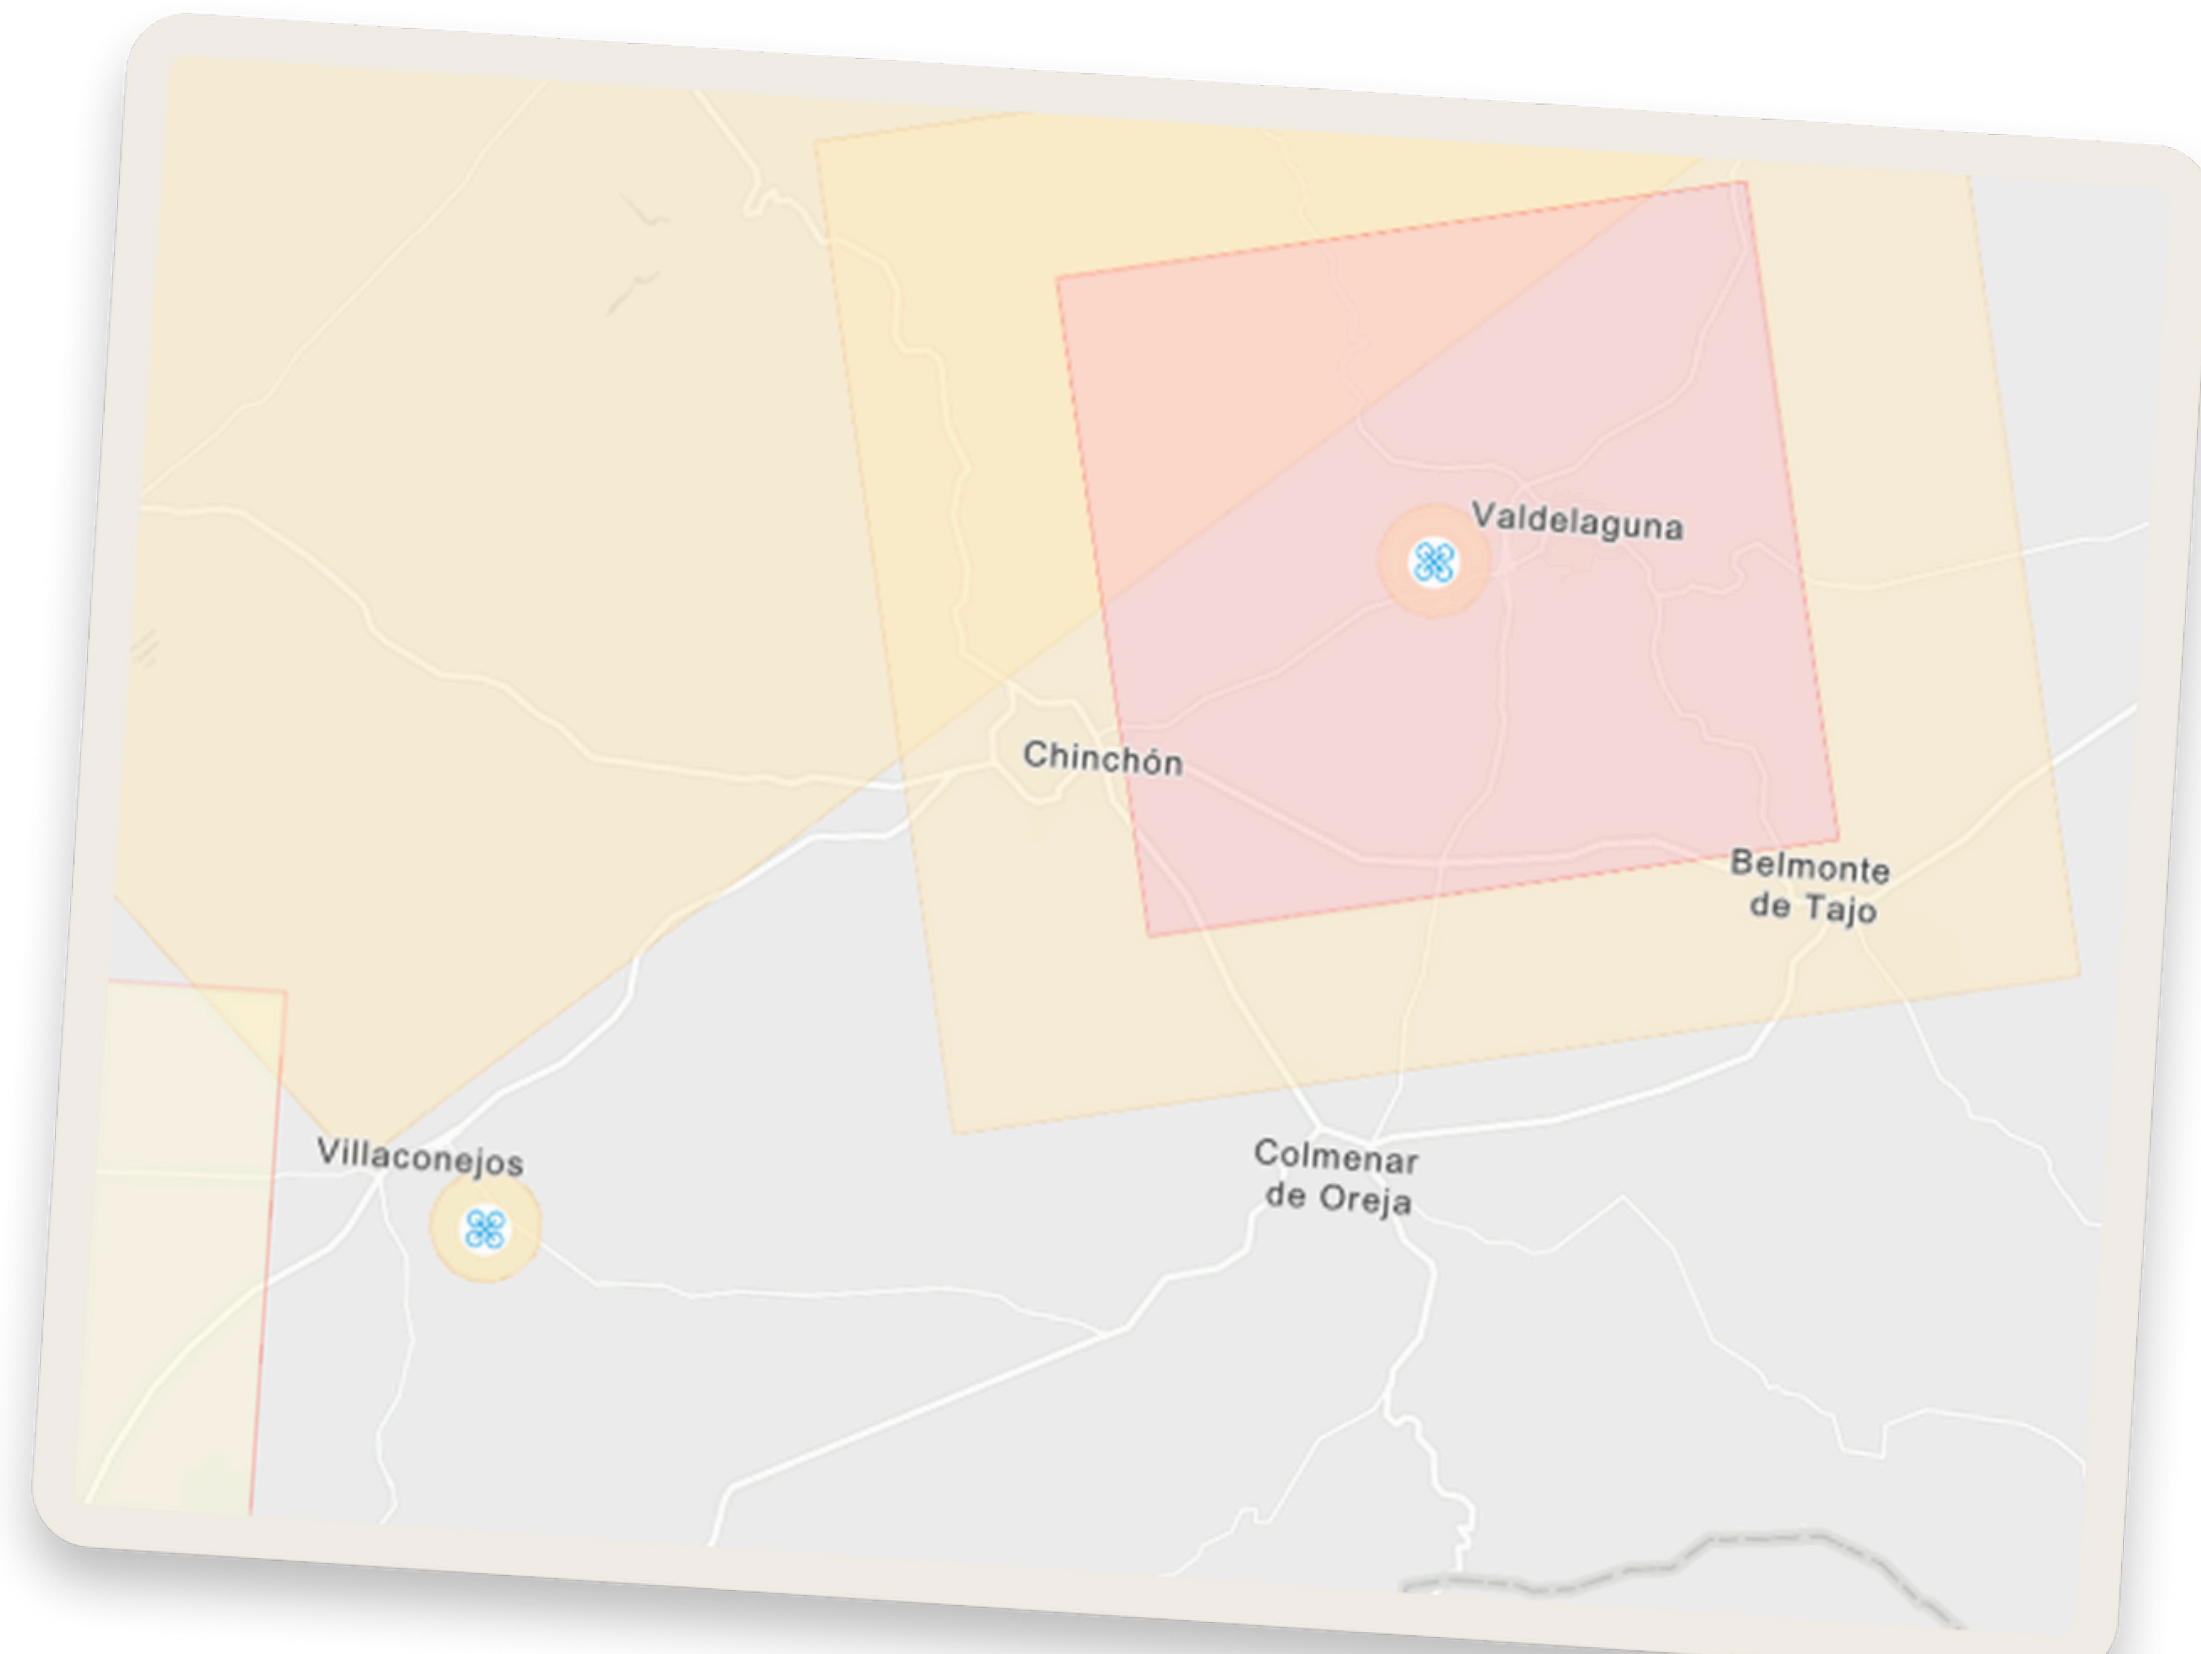 Valdelaguna
Chinchón
Belmonte
de Tajo
Villaconejos
Colmenar
de Oreja